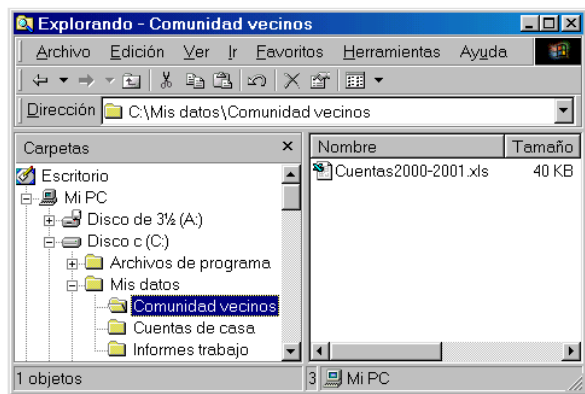 Explorando - Comunidad vecinos
Archivo Edición Ver Ir Favoritos Herramientas Ayuda
Dirección C:\Mis datos\Comunidad vecinos
Carpetas
Nombre Tamaño
Escritorio
Cuentas2000-2001.xls 40 KB
Mi PC
Disco de 3½ (A:)
Disco c (C:)
Archivos de programa
Mis datos
Comunidad vecinos
Cuentas de casa
Informes trabajo
1 objetos 3 Mi PC